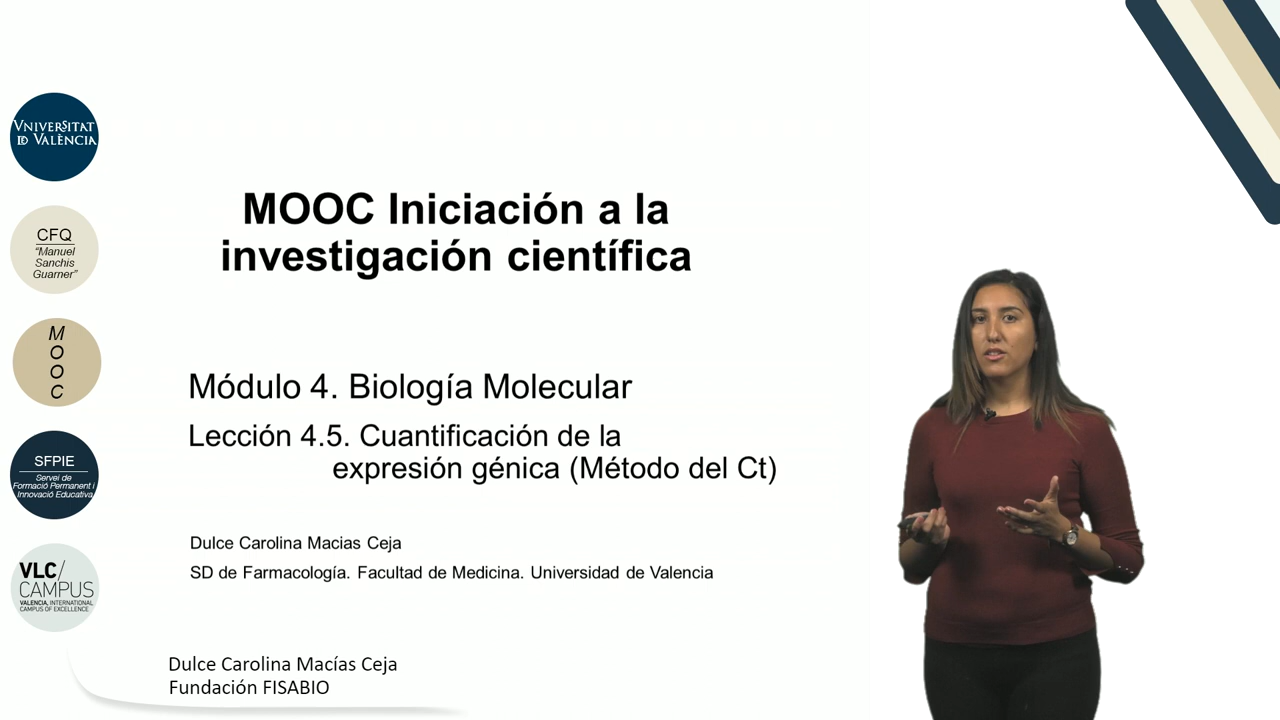 VNIVERSITAT
ID VALÈNCIA
CFQ
"Manuel
Sanchis
Guarner"
M
O
O
C
SFPIE
Servei de
Formació Permanent i
Innovació Educativa
VLC/
CAMPUS
VALENCIA, INTERNATIONAL
CAMPUS OF EXCELLENCE
MOOC Iniciación a la
investigación científica
Módulo 4. Biología Molecular
Lección 4.5. Cuantificación de la
expresión génica (Método del Ct)
Dulce Carolina Macias Ceja
SD de Farmacología. Facultad de Medicina. Universidad de Valencia
Dulce Carolina Macías Ceja
Fundación FISABIO